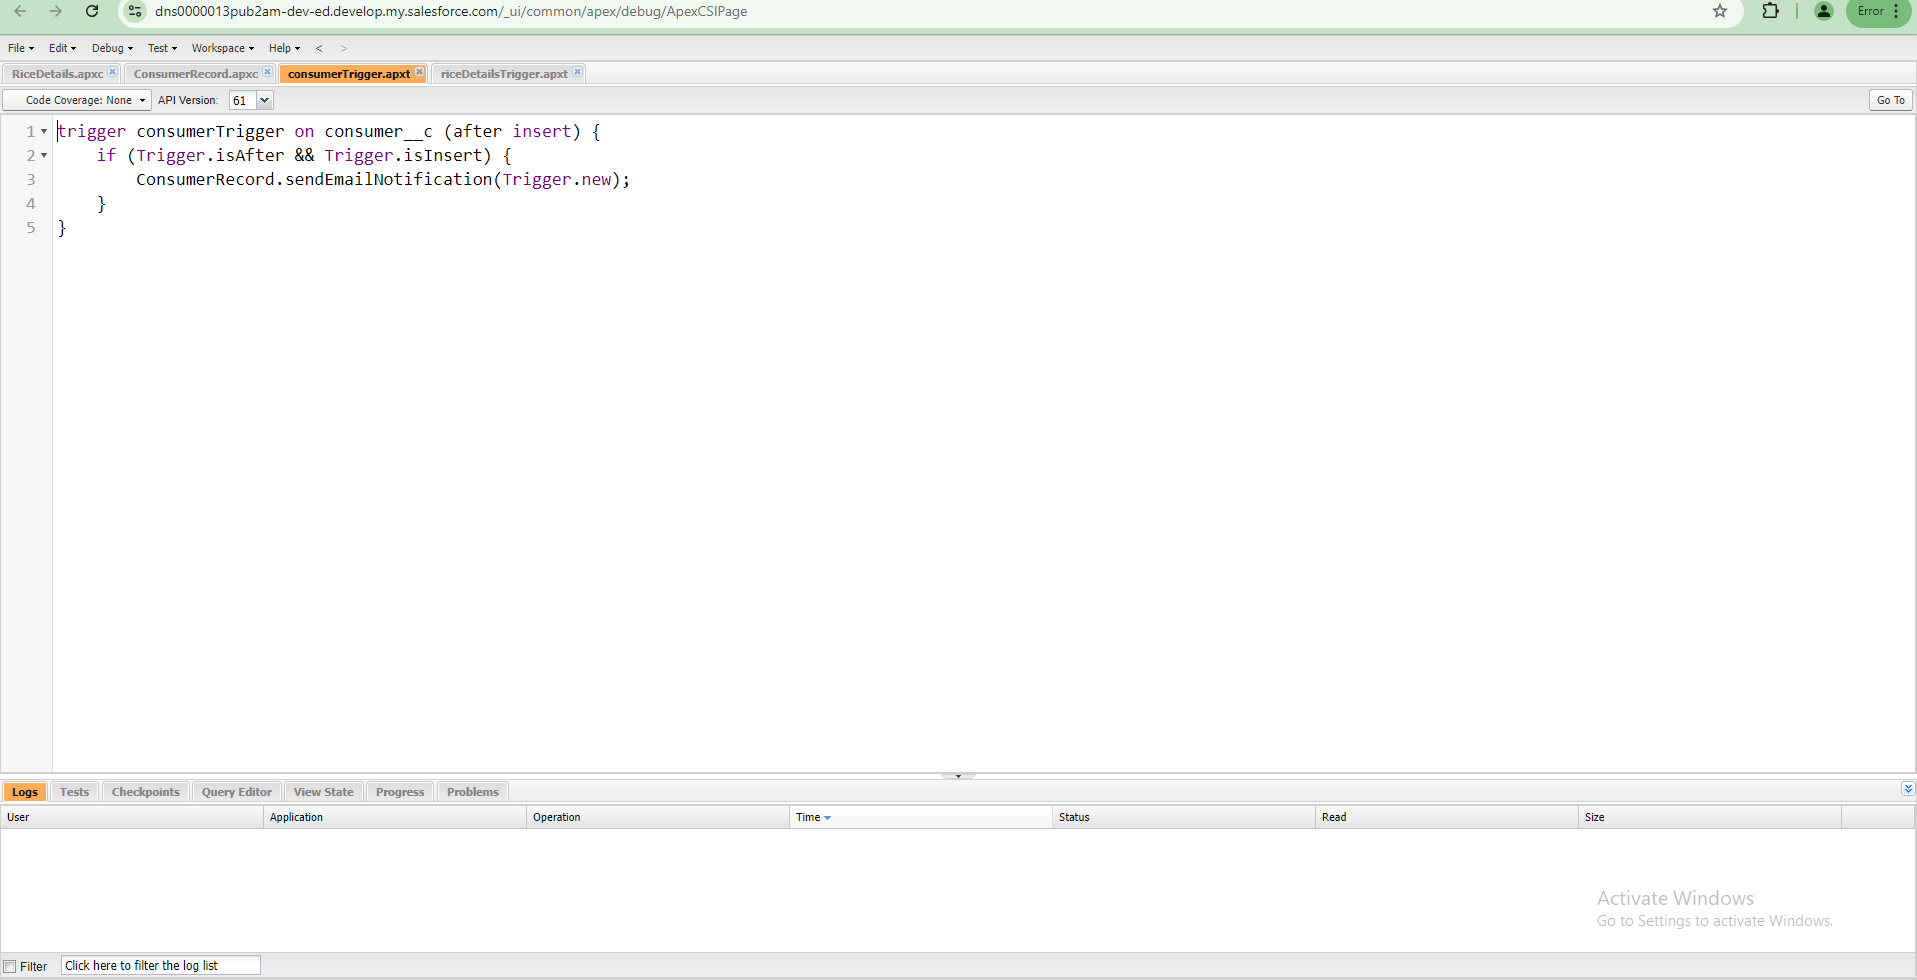 dns0000013pub2am-dev-ed.develop.my.salesforce.com/_ui/common/apex/debug/ApexCSIPage
Error
File Edit Debug Test Workspace Help < >
RiceDetails.apxc ConsumerRecord.apxc consumerTrigger.apxt riceDetailsTrigger.apxt
Code Coverage: None API Version: 61 Go To
1 trigger consumerTrigger on consumer__c (after insert) {
2 if (Trigger.isAfter && Trigger.isInsert) {
3 ConsumerRecord.sendEmailNotification(Trigger.new);
4 }
5 }
Logs Tests Checkpoints Query Editor View State Progress Problems
User Application Operation Time Status Read Size
Activate Windows
Go to Settings to activate Windows.
Filter Click here to filter the log list